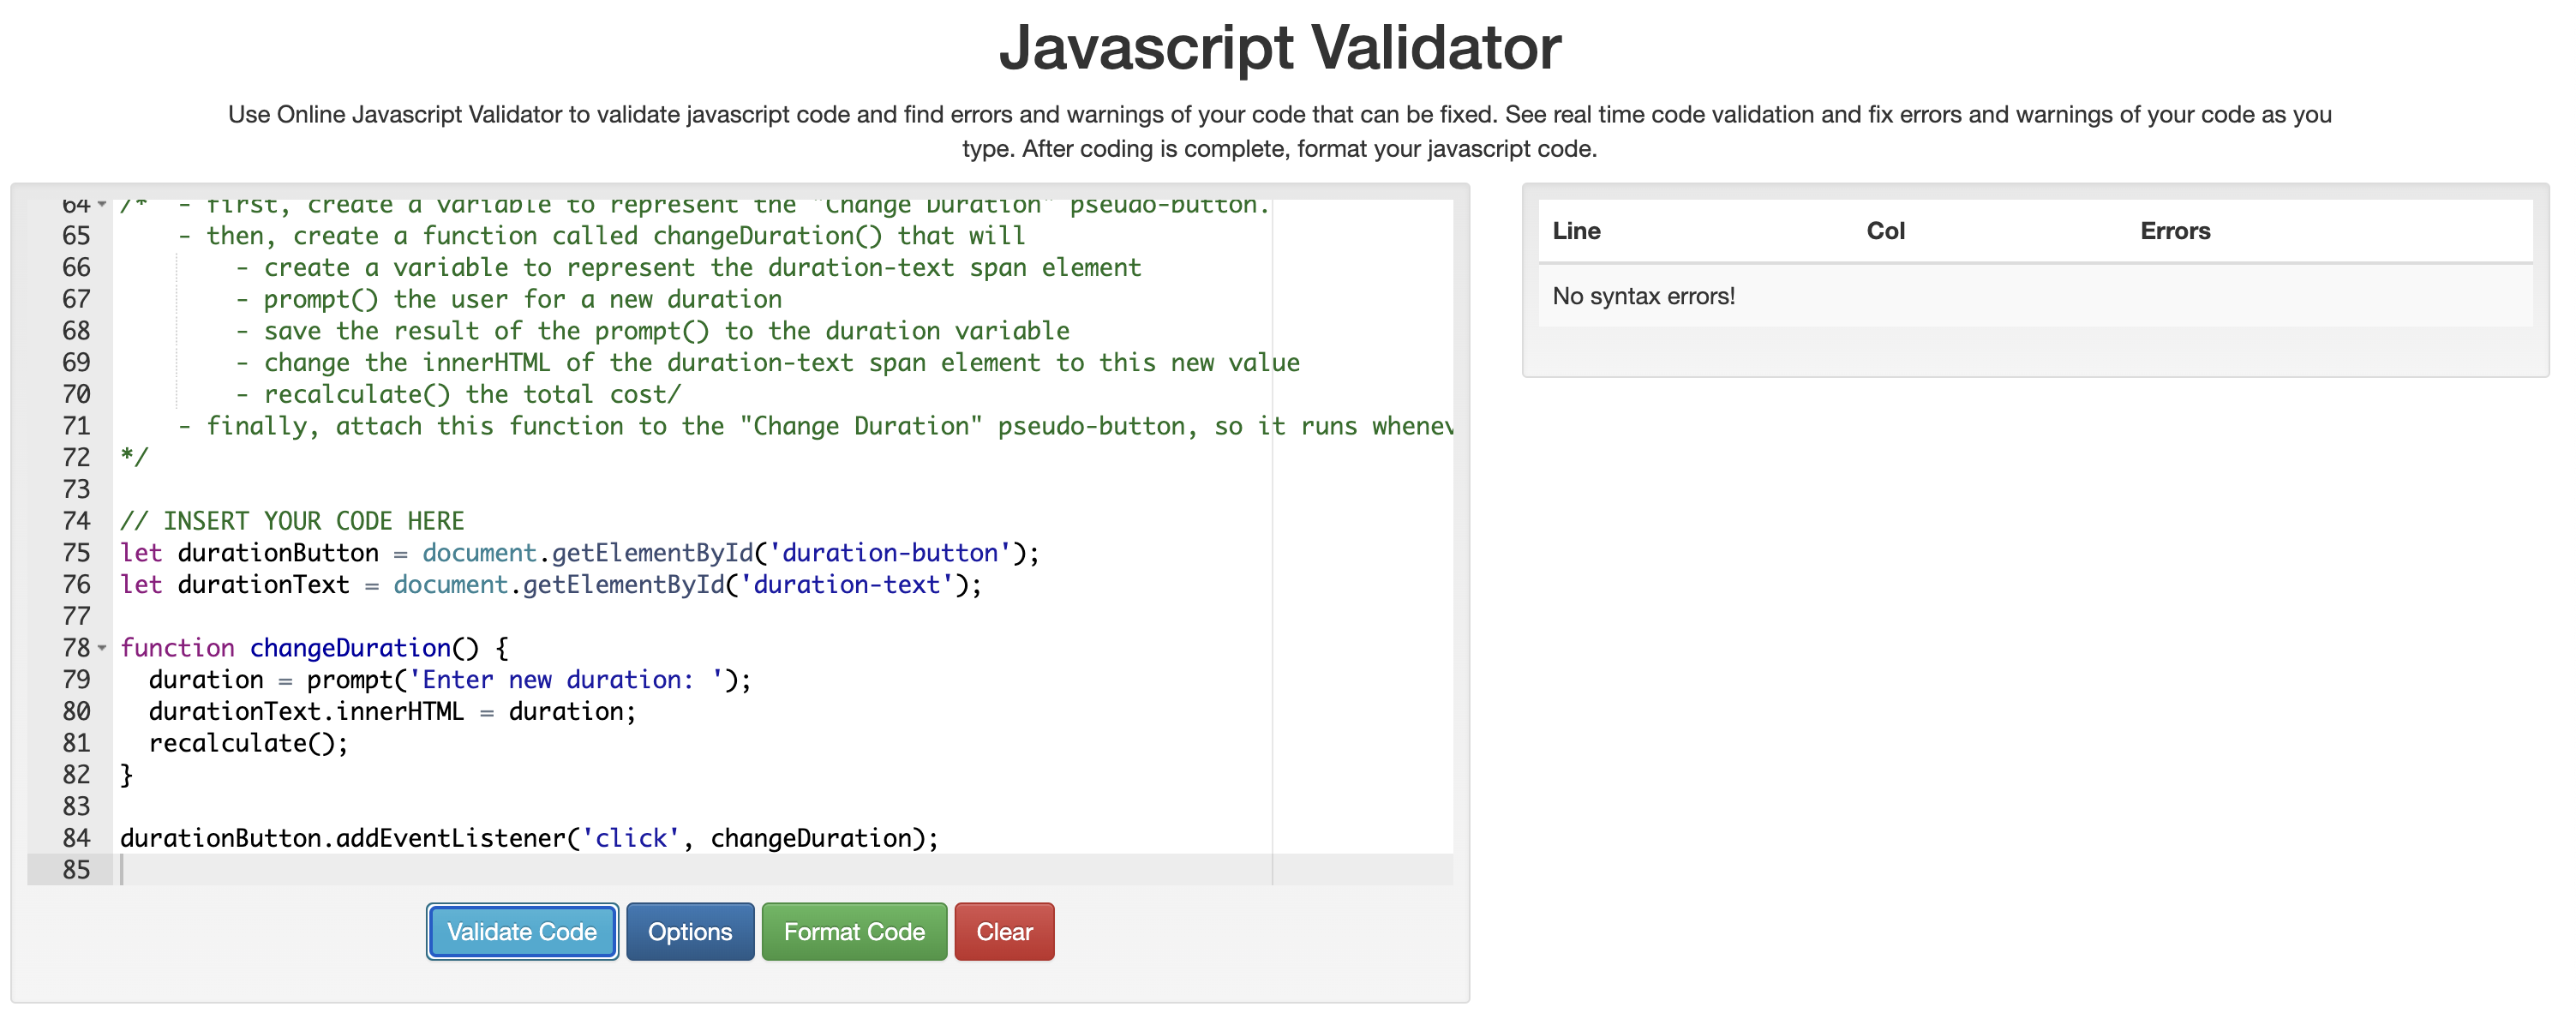 Javascript Validator
Use Online Javascript Validator to validate javascript code and find errors and warnings of your code that can be fixed. See real time code validation and fix errors and warnings of your code as you
type. After coding is complete, format your javascript code.
64 /*  - first, create a variable to represent the "Change Duration" pseudo-button.
65     - then, create a function called changeDuration() that will
66         - create a variable to represent the duration-text span element
67         - prompt() the user for a new duration
68         - save the result of the prompt() to the duration variable
69         - change the innerHTML of the duration-text span element to this new value
70         - recalculate() the total cost/
71     - finally, attach this function to the "Change Duration" pseudo-button, so it runs whenev
72 */
73
74 // INSERT YOUR CODE HERE
75 let durationButton = document.getElementById('duration-button');
76 let durationText = document.getElementById('duration-text');
77
78 function changeDuration() {
79   duration = prompt('Enter new duration: ');
80   durationText.innerHTML = duration;
81   recalculate();
82 }
83
84 durationButton.addEventListener('click', changeDuration);
85
Validate Code Options Format Code Clear
Line Col Errors
No syntax errors!